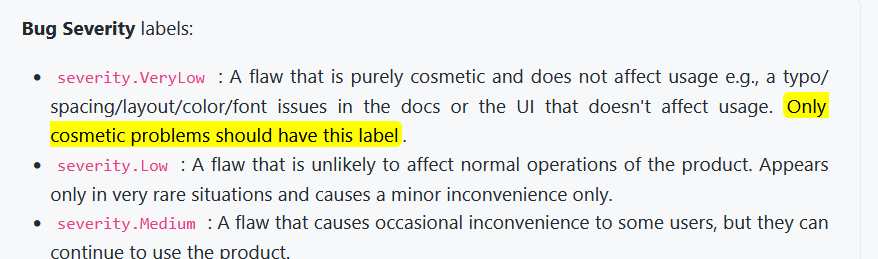 Bug Severity labels:
• severity.VeryLow : A flaw that is purely cosmetic and does not affect usage e.g., a typo/
spacing/layout/color/font issues in the docs or the UI that doesn't affect usage. Only
cosmetic problems should have this label.
• severity.Low : A flaw that is unlikely to affect normal operations of the product. Appears
only in very rare situations and causes a minor inconvenience only.
• severity.Medium : A flaw that causes occasional inconvenience to some users, but they can
continue to use the product.